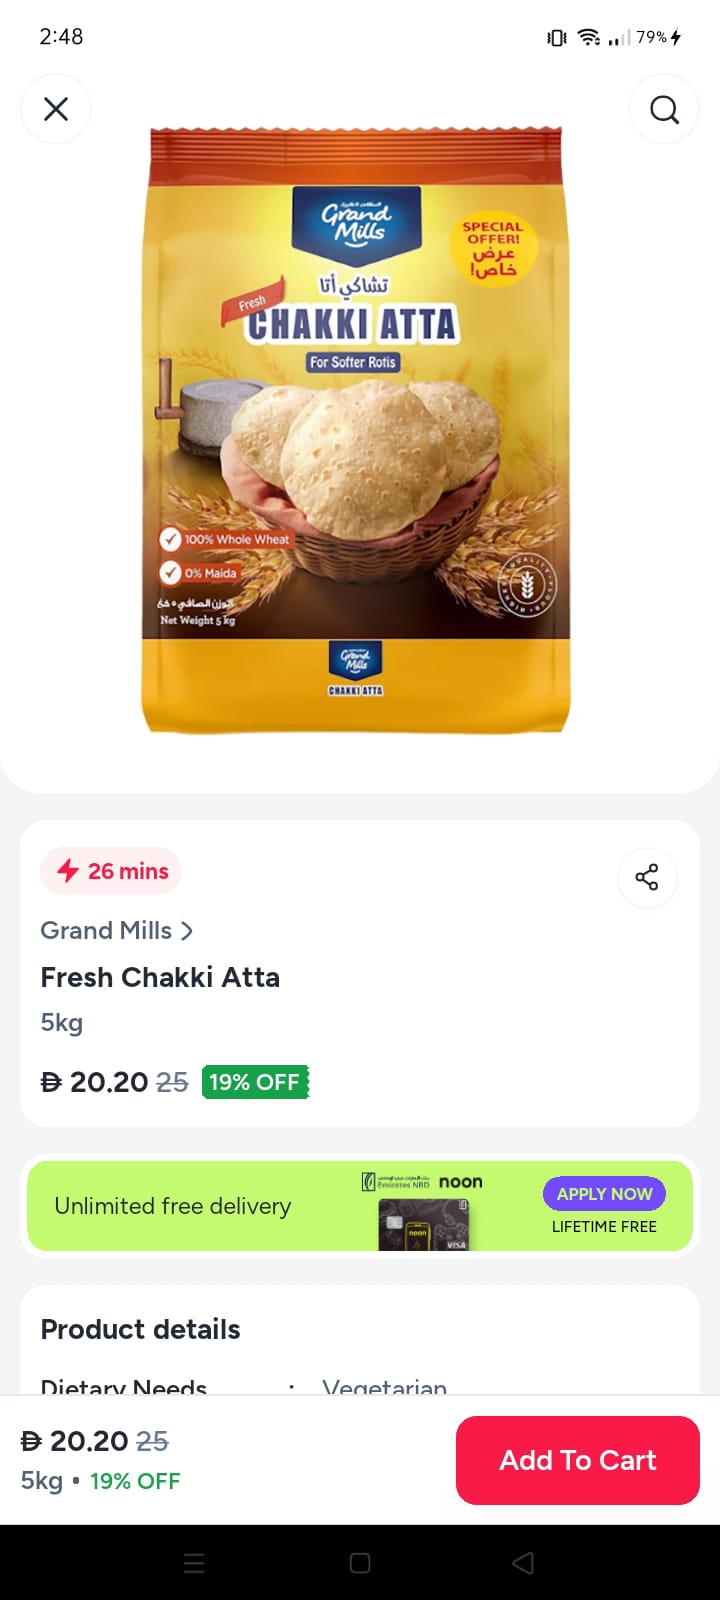 2:48
79%
Grand
Mills
SPECIAL
OFFER!
عرض
خاص!
تشاكي أتا
Fresh
CHAKKI ATTA
For Softer Rotis
100% Whole Wheat
0% Maida
الوزن الصافي ٥ كغ
Net Weight 5 kg
Grand
Mills
CHAKKI ATTA
26 mins
Grand Mills
Fresh Chakki Atta
5kg
20.20 25 19% OFF
Unlimited free delivery
Emirates NBD noon
noon
VISA
APPLY NOW
LIFETIME FREE
Product details
Dietary Needs : Vegetarian
20.20 25
5kg • 19% OFF
Add To Cart